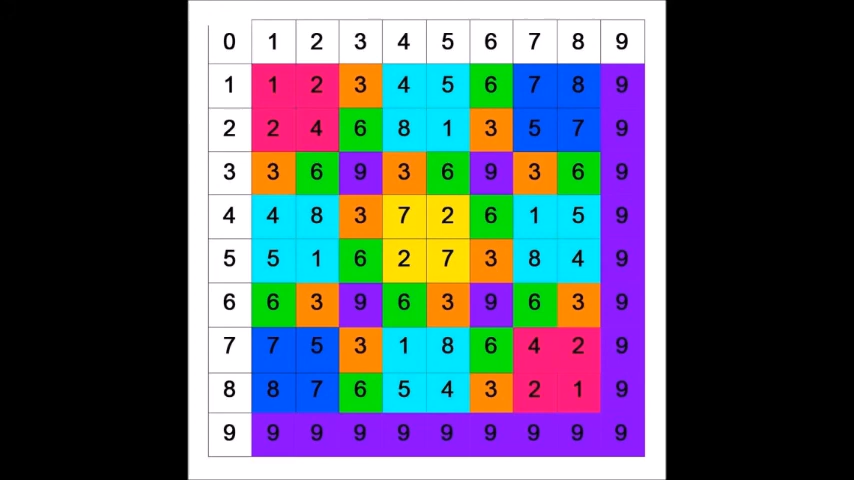 0 1 2 3 4 5 6 7 8 9
1 1 2 3 4 5 6 7 8 9
2 2 4 6 8 1 3 5 7 9
3 3 6 9 3 6 9 3 6 9
4 4 8 3 7 2 6 1 5 9
5 5 1 6 2 7 3 8 4 9
6 6 3 9 6 3 9 6 3 9
7 7 5 3 1 8 6 4 2 9
8 8 7 6 5 4 3 2 1 9
9 9 9 9 9 9 9 9 9 9